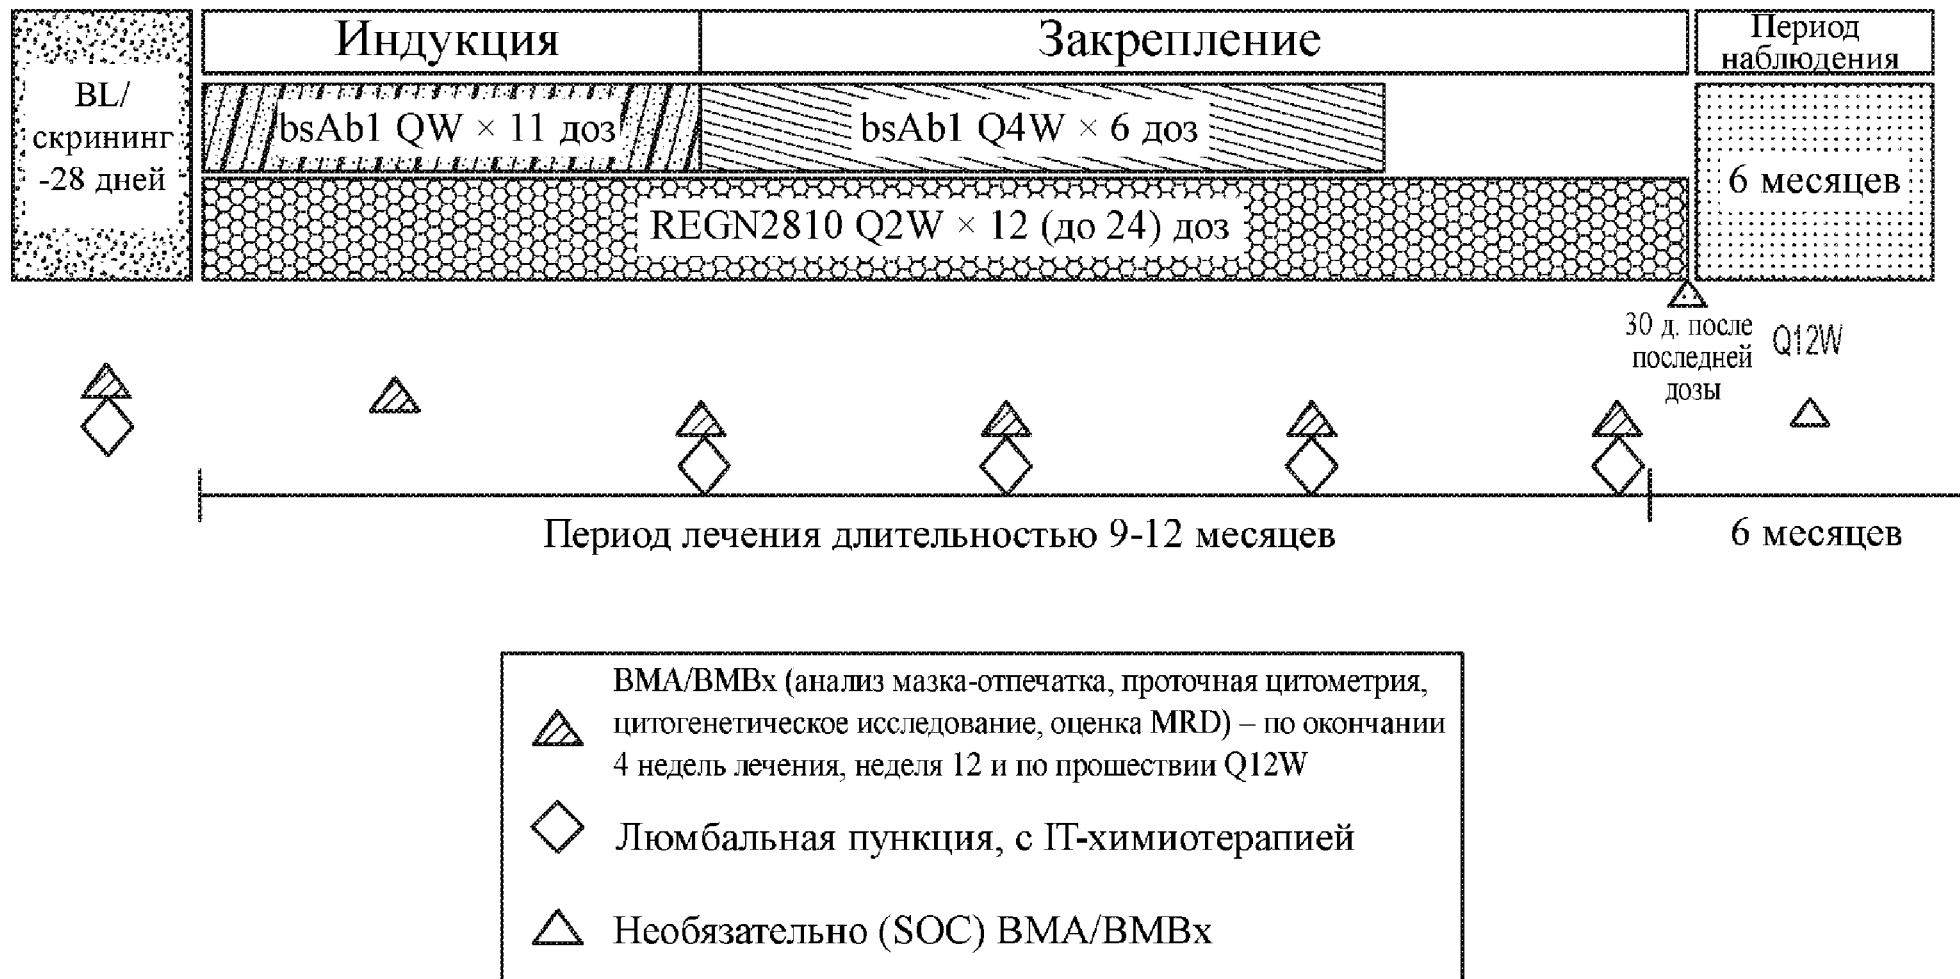 BL/
скрининг
-28 дней
Индукция
Закрепление
Период
наблюдения
bsAb1 QW × 11 доз
bsAb1 Q4W × 6 доз
REGN2810 Q2W × 12 (до 24) доз
6 месяцев
30 д. после
последней
дозы
Q12W
Период лечения длительностью 9-12 месяцев
6 месяцев
BMA/BMBx (анализ мазка-отпечатка, проточная цитометрия,
цитогенетическое исследование, оценка MRD) – по окончании
4 недель лечения, неделя 12 и по прошествии Q12W
Люмбальная пункция, с IT-химиотерапией
Необязательно (SOC) BMA/BMBx